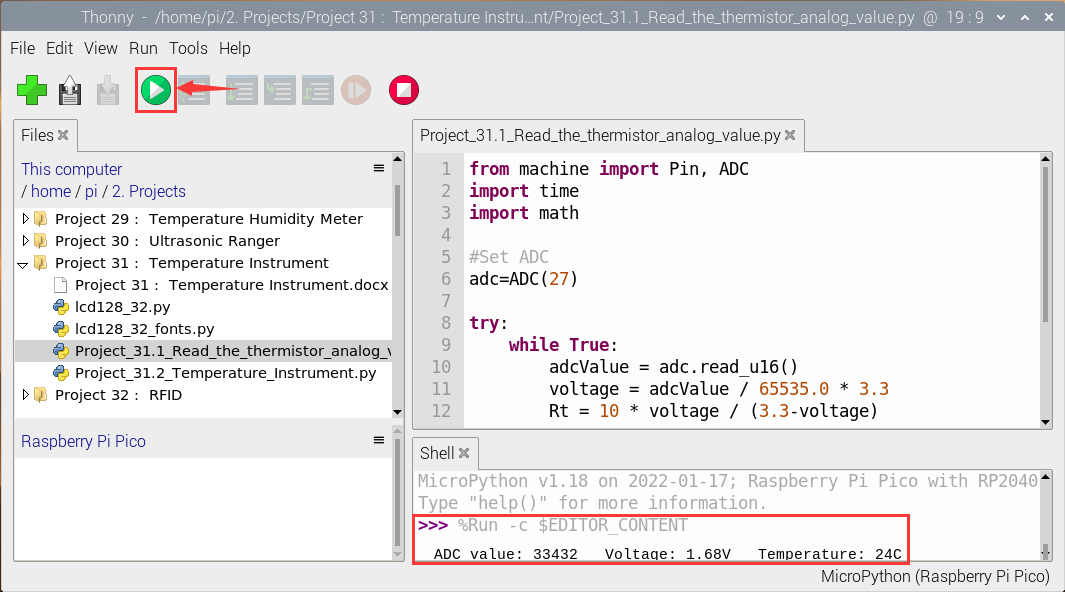 Thonny - /home/pi/2. Projects/Project 31 : Temperature Instru...nt/Project_31.1_Read_the_thermistor_analog_value.py @ 19 : 9
File Edit View Run Tools Help
Files
This computer
/ home / pi / 2. Projects
Project 29 : Temperature Humidity Meter
Project 30 : Ultrasonic Ranger
Project 31 : Temperature Instrument
Project 31 : Temperature Instrument.docx
lcd128_32.py
lcd128_32_fonts.py
Project_31.1_Read_the_thermistor_analog_v
Project_31.2_Temperature_Instrument.py
Project 32 : RFID
Raspberry Pi Pico
Project_31.1_Read_the_thermistor_analog_value.py
1 from machine import Pin, ADC
2 import time
3 import math
4
5 #Set ADC
6 adc=ADC(27)
7
8 try:
9 while True:
10 adcValue = adc.read_u16()
11 voltage = adcValue / 65535.0 * 3.3
12 Rt = 10 * voltage / (3.3-voltage)
Shell
MicroPython v1.18 on 2022-01-17; Raspberry Pi Pico with RP2040
Type "help()" for more information.
>>> %Run -c $EDITOR_CONTENT
ADC value: 33432 Voltage: 1.68V Temperature: 24C
MicroPython (Raspberry Pi Pico)